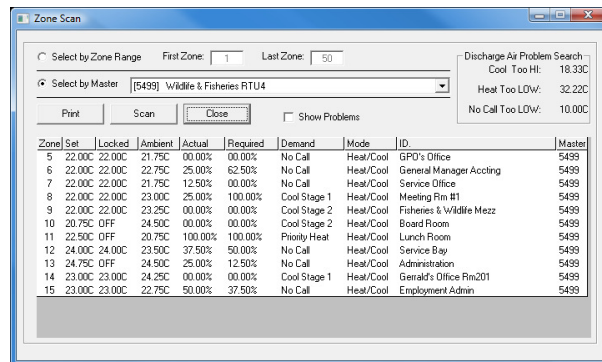 Zone Scan
Select by Zone Range First Zone: 1 Last Zone: 50
Select by Master [5499] Wildlife & Fisheries RTU4
Print Scan Close Show Problems
Discharge Air Problem Search
Cool Too HI: 18.33C
Heat Too LOW: 32.22C
No Call Too LOW: 10.00C
Zone Set Locked Ambient Actual Required Demand Mode ID. Master
5 22.00C 22.00C 21.75C 00.00% 00.00% No Call Heat/Cool GPO's Office 5499
6 22.00C 22.00C 22.75C 25.00% 62.50% No Call Heat/Cool General Manager Accting 5499
7 22.00C 22.00C 21.75C 12.50% 00.00% No Call Heat/Cool Service Office 5499
8 22.00C 22.00C 23.00C 25.00% 100.00% Cool Stage 1 Heat/Cool Meeting Rm #1 5499
9 22.00C 22.00C 23.25C 00.00% 00.00% Cool Stage 2 Heat/Cool Fisheries & Wildlife Mezz 5499
10 20.75C OFF 24.50C 00.00% 00.00% Cool Stage 2 Heat/Cool Board Room 5499
11 22.50C OFF 20.75C 100.00% 100.00% Priority Heat Heat/Cool Lunch Room 5499
12 24.00C 24.00C 23.50C 37.50% 50.00% No Call Heat/Cool Service Bay 5499
13 24.75C OFF 24.50C 25.00% 12.50% No Call Heat/Cool Administration 5499
14 23.00C 23.00C 24.25C 00.00% 00.00% Cool Stage 1 Heat/Cool Gerrald's Office Rm201 5499
15 23.00C 23.00C 22.75C 50.00% 37.50% No Call Heat/Cool Employment Admin 5499